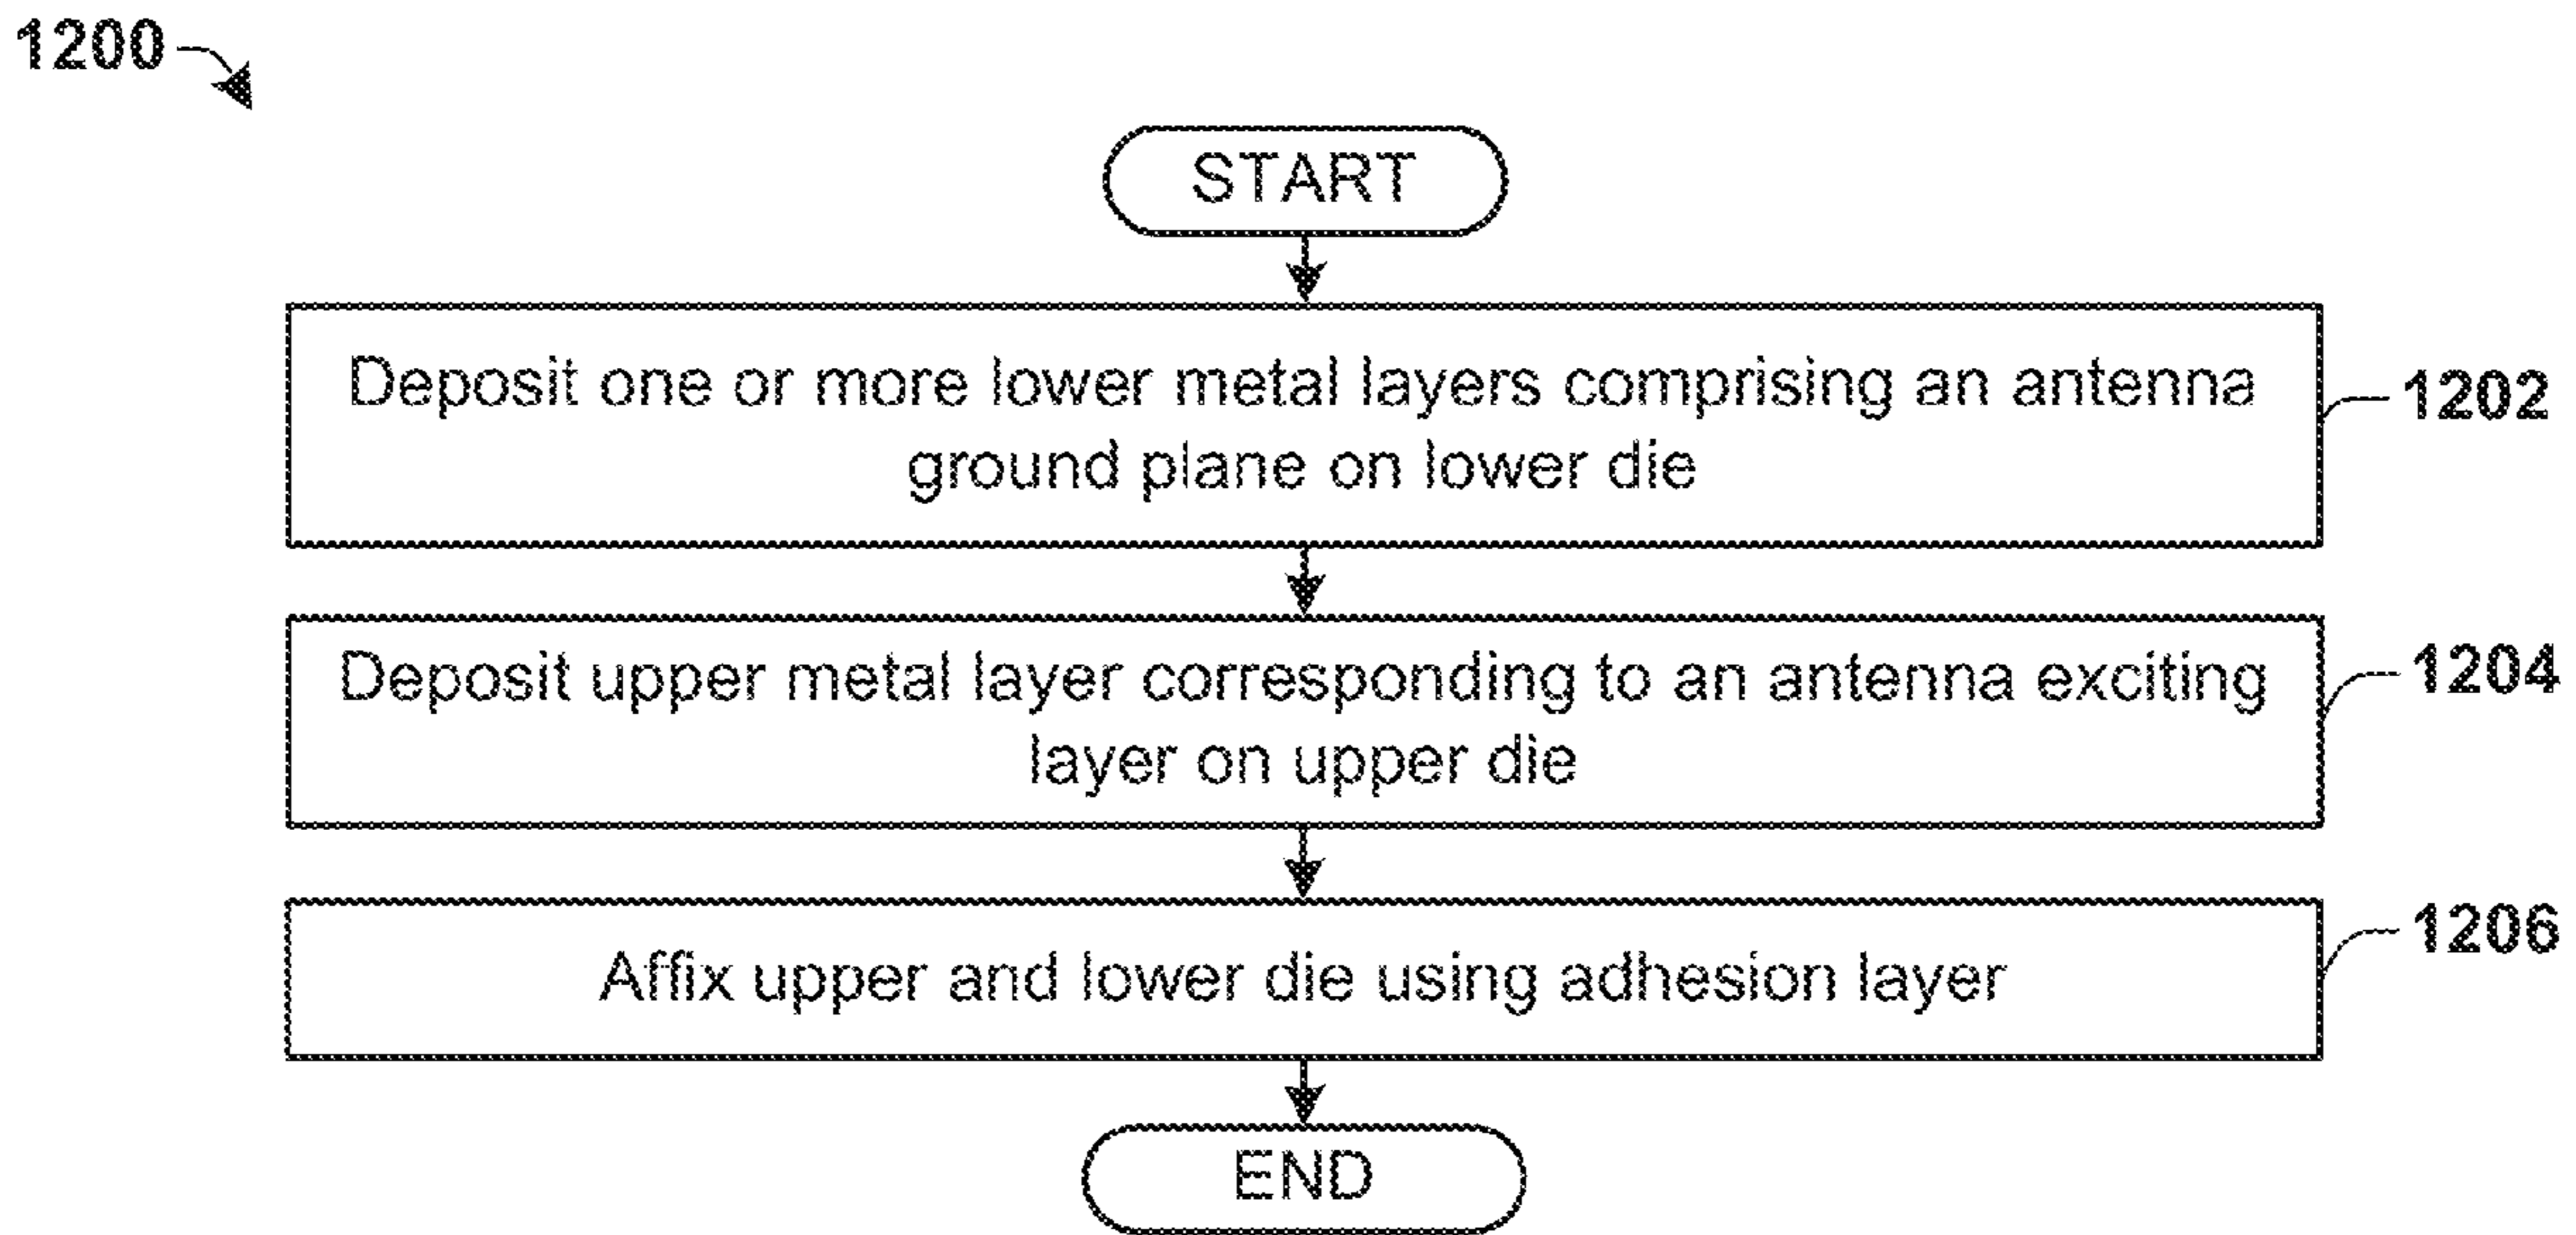 1200
START
Deposit one or more lower metal layers comprising an antenna
ground plane on lower die
1202
Deposit upper metal layer corresponding to an antenna exciting
layer on upper die
1204
Affix upper and lower die using adhesion layer
1206
END